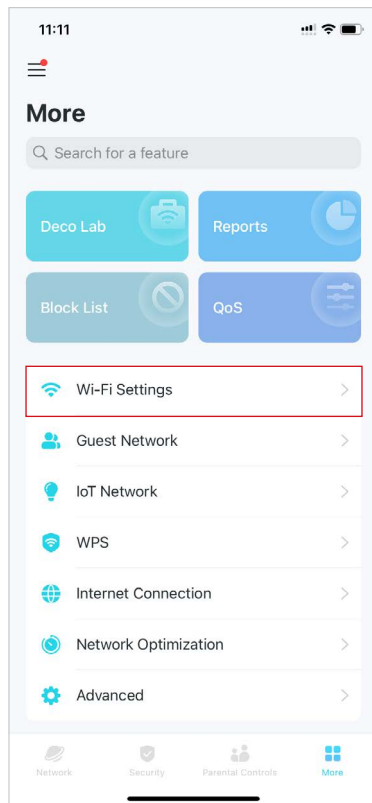 11:11
More
Search for a feature
Deco Lab
Reports
Block List
QoS
Wi-Fi Settings
Guest Network
IoT Network
WPS
Internet Connection
Network Optimization
Advanced
Network Security Parental Controls More